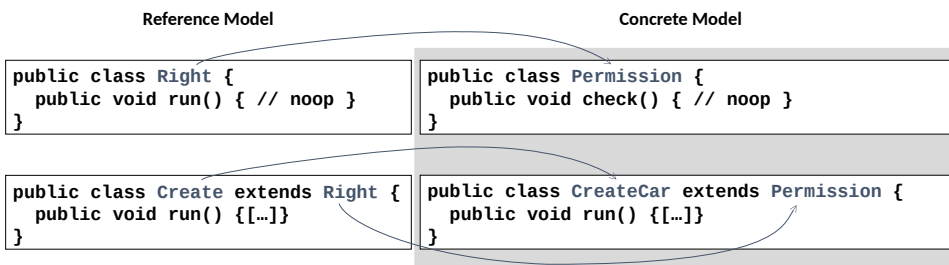 Reference Model
Concrete Model
public class Right {
public void run() { // noop }
}
public class Permission {
public void check() { // noop }
}
public class Create extends Right {
public void run() {[…]}
}
public class CreateCar extends Permission {
public void run() {[…]}
}